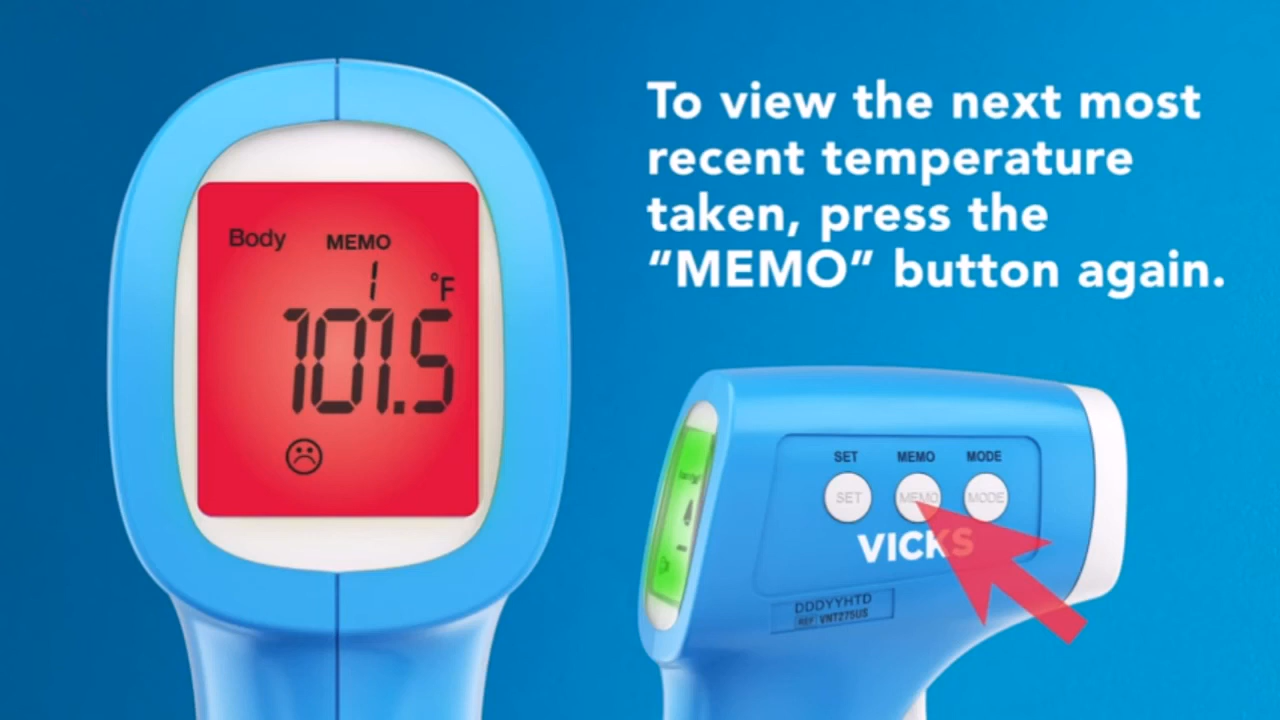 To view the next most
recent temperature
taken, press the
“MEMO” button again.
Body MEMO
1 °F
101.5
SET MEMO MODE
SET MEMO MODE
VICKS
DDDYYHTD
REF VNT275US